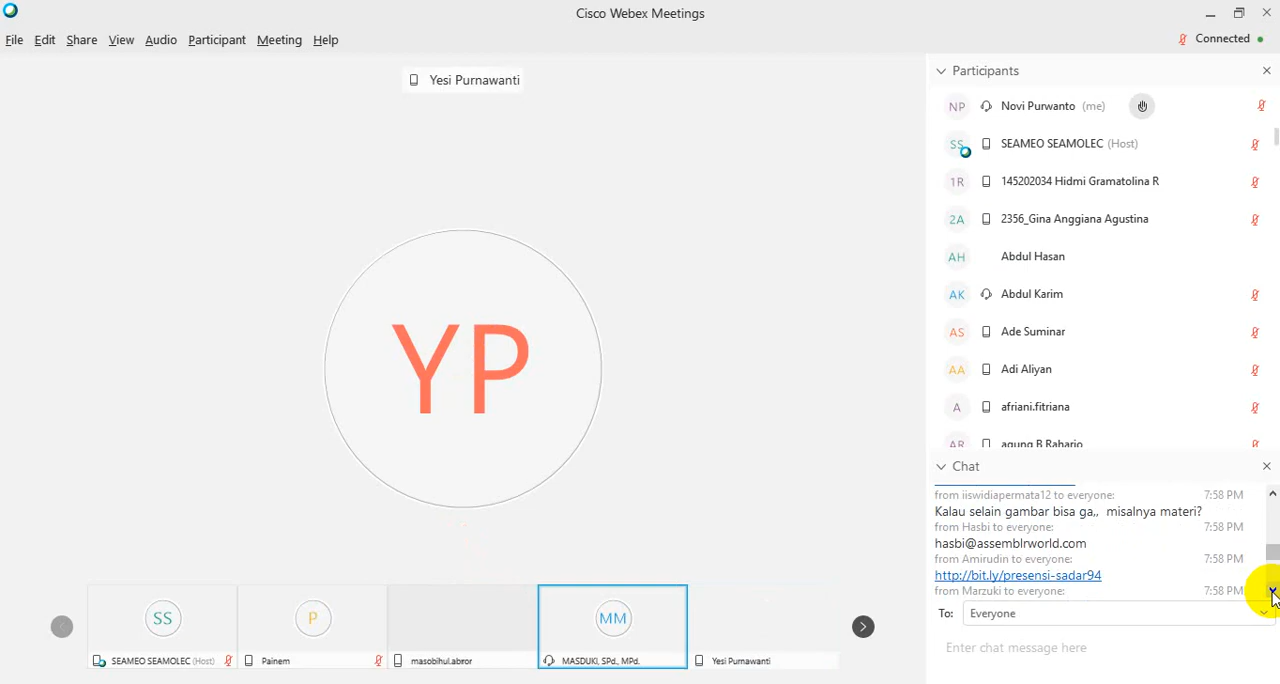 Cisco Webex Meetings
File Edit Share View Audio Participant Meeting Help
Connected
Yesi Purnawanti
YP
SS
SEAMEO SEAMOLEC (Host)
P
Painem
masobihul.abror
MM
MASDUKI, SPd., MPd.
Yesi Purnawanti
Participants
NP Novi Purwanto (me)
SS SEAMEO SEAMOLEC (Host)
1R 145202034 Hidmi Gramatolina R
2A 2356_Gina Anggiana Agustina
AH Abdul Hasan
AK Abdul Karim
AS Ade Suminar
AA Adi Aliyan
A afriani.fitriana
AR agung B Raharjo
Chat
from iiswidiapermata12 to everyone: 7:58 PM
Kalau selain gambar bisa ga,, misalnya materi?
from Hasbi to everyone: 7:58 PM
hasbi@assemblrworld.com
from Amirudin to everyone: 7:58 PM
http://bit.ly/presensi-sadar94
from Marzuki to everyone: 7:58 PM
To: Everyone
Enter chat message here